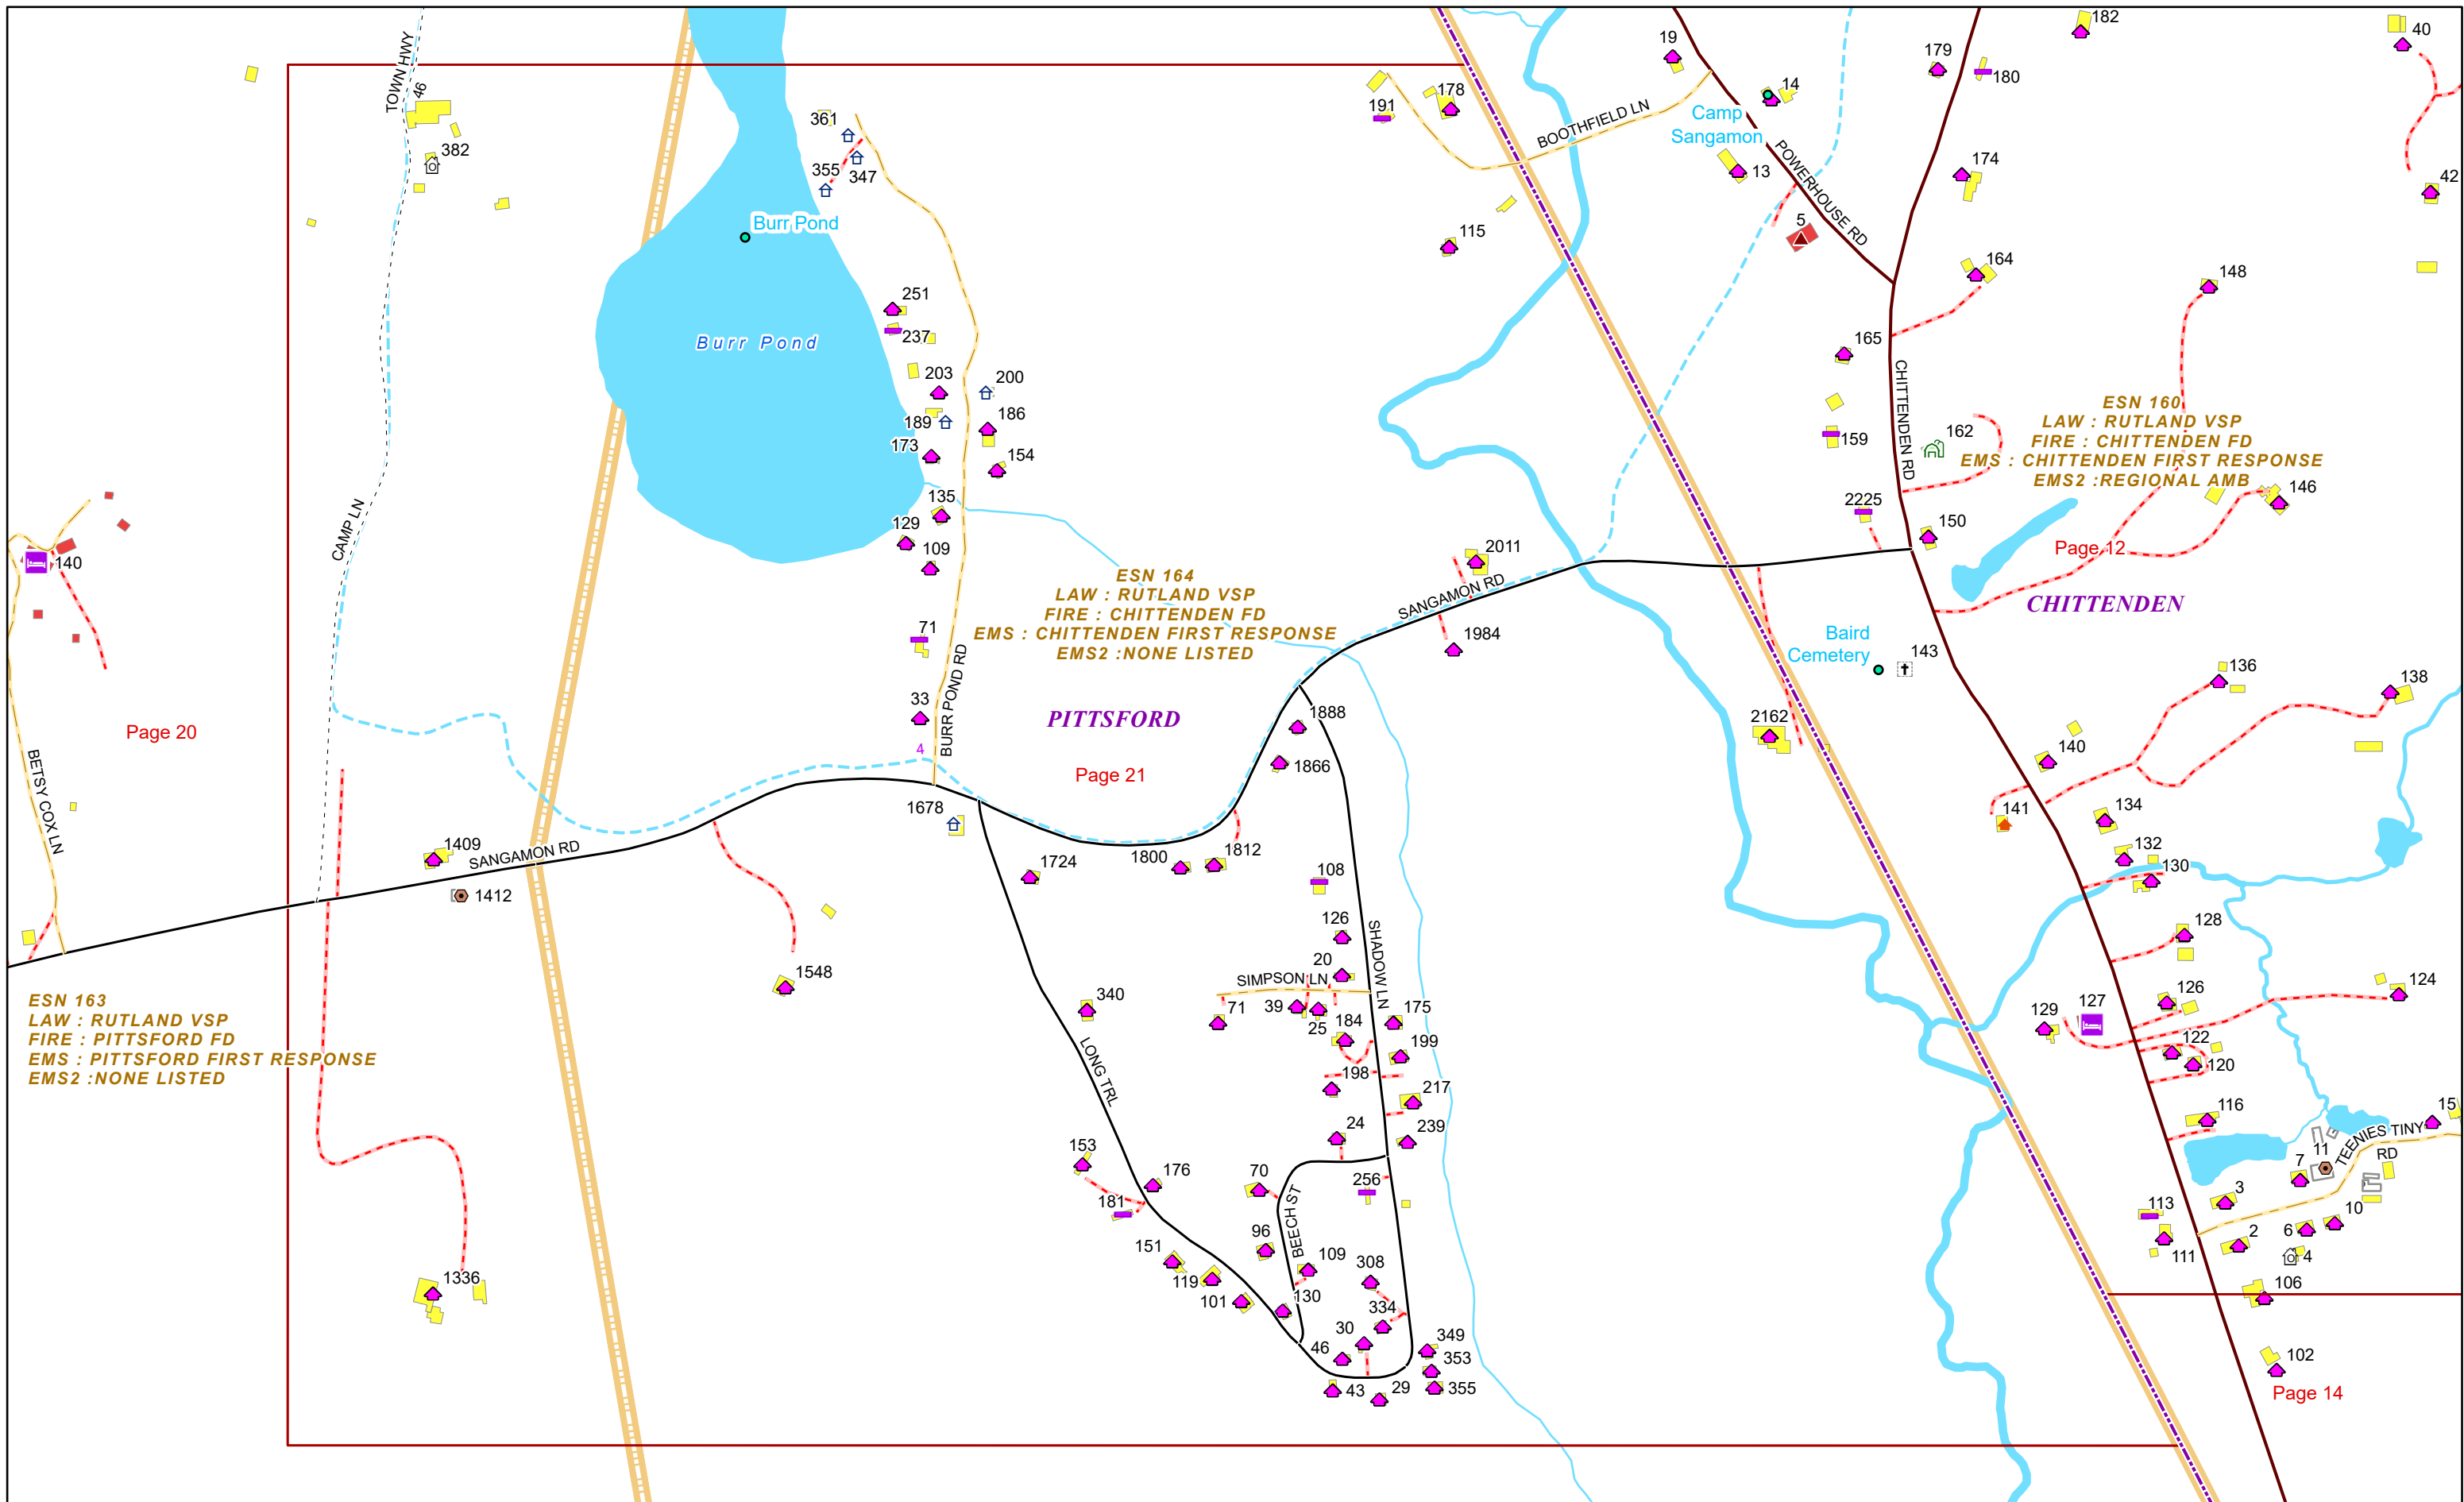 182
40
19
179
180
TOWN HWY
46
14
178
191
Camp
Sangamon
361
BOOTHFIELD LN
382
355
347
13
174
42
POWERHOUSE RD
5
Burr Pond
115
164
148
251
237
Burr Pond
165
CHITTENDEN RD
203
200
189
186
173
154
ESN 160
LAW : RUTLAND VSP
FIRE : CHITTENDEN FD
EMS : CHITTENDEN FIRST RESPONSE
EMS2 :REGIONAL AMB
162
159
146
135
129
109
2225
150
CAMP LN
2011
Page 12
140
ESN 164
LAW : RUTLAND VSP
FIRE : CHITTENDEN FD
EMS : CHITTENDEN FIRST RESPONSE
EMS2 :NONE LISTED
SANGAMON RD
CHITTENDEN
71
1984
Baird
Cemetery
143
136
138
BURR POND RD
33
4
PITTSFORD
1888
2162
Page 20
1866
Page 21
140
BETSY COX LN
141
134
1678
1409
SANGAMON RD
1412
1724
1800
1812
132
130
108
126
SHADOW LN
128
1548
20
SIMPSON LN
124
ESN 163
LAW : RUTLAND VSP
FIRE : PITTSFORD FD
EMS : PITTSFORD FIRST RESPONSE
EMS2 :NONE LISTED
340
71
39
25
184
175
199
129
127
126
122
120
LONG TRL
198
217
116
15
24
239
TEENIES TINY
RD
11
7
153
176
181
70
256
BEECH ST
3
113
111
10
6
2
4
96
151
119
109
308
101
130
334
1336
106
30
46
349
353
355
43
29
102
Page 14